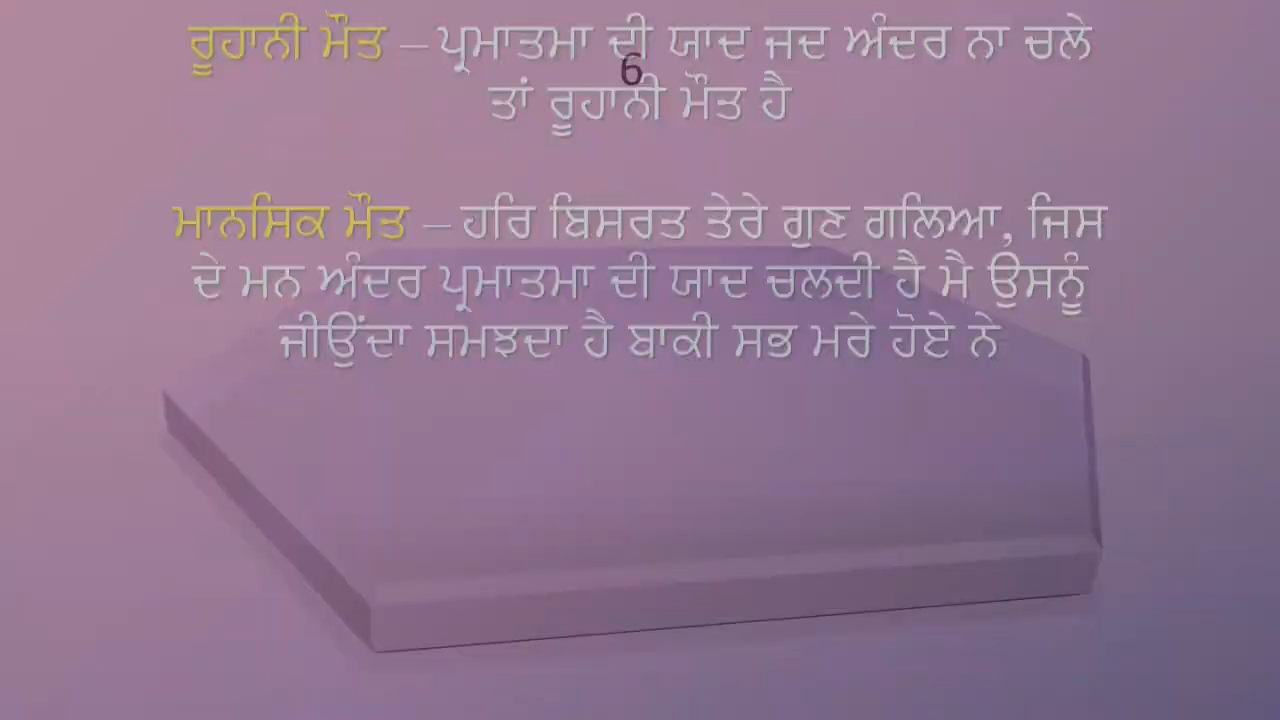 ਰੂਹਾਨੀ ਮੌਤ – ਪ੍ਰਮਾਤਮਾ ਦੀ ਯਾਦ ਜਦ ਅੰਦਰ ਨਾ ਚਲੇ
6
ਤਾਂ ਰੂਹਾਨੀ ਮੌਤ ਹੈ
ਮਾਨਸਿਕ ਮੌਤ – ਹਰਿ ਬਿਸਰਤ ਤੇਰੇ ਗੁਣ ਗਲਿਆ, ਜਿਸ
ਦੇ ਮਨ ਅੰਦਰ ਪ੍ਰਮਾਤਮਾ ਦੀ ਯਾਦ ਚਲਦੀ ਹੈ ਮੈ ਉਸਨੂੰ
ਜੀਉਂਦਾ ਸਮਝਦਾ ਹੈ ਬਾਕੀ ਸਭ ਮਰੇ ਹੋਏ ਨੇ